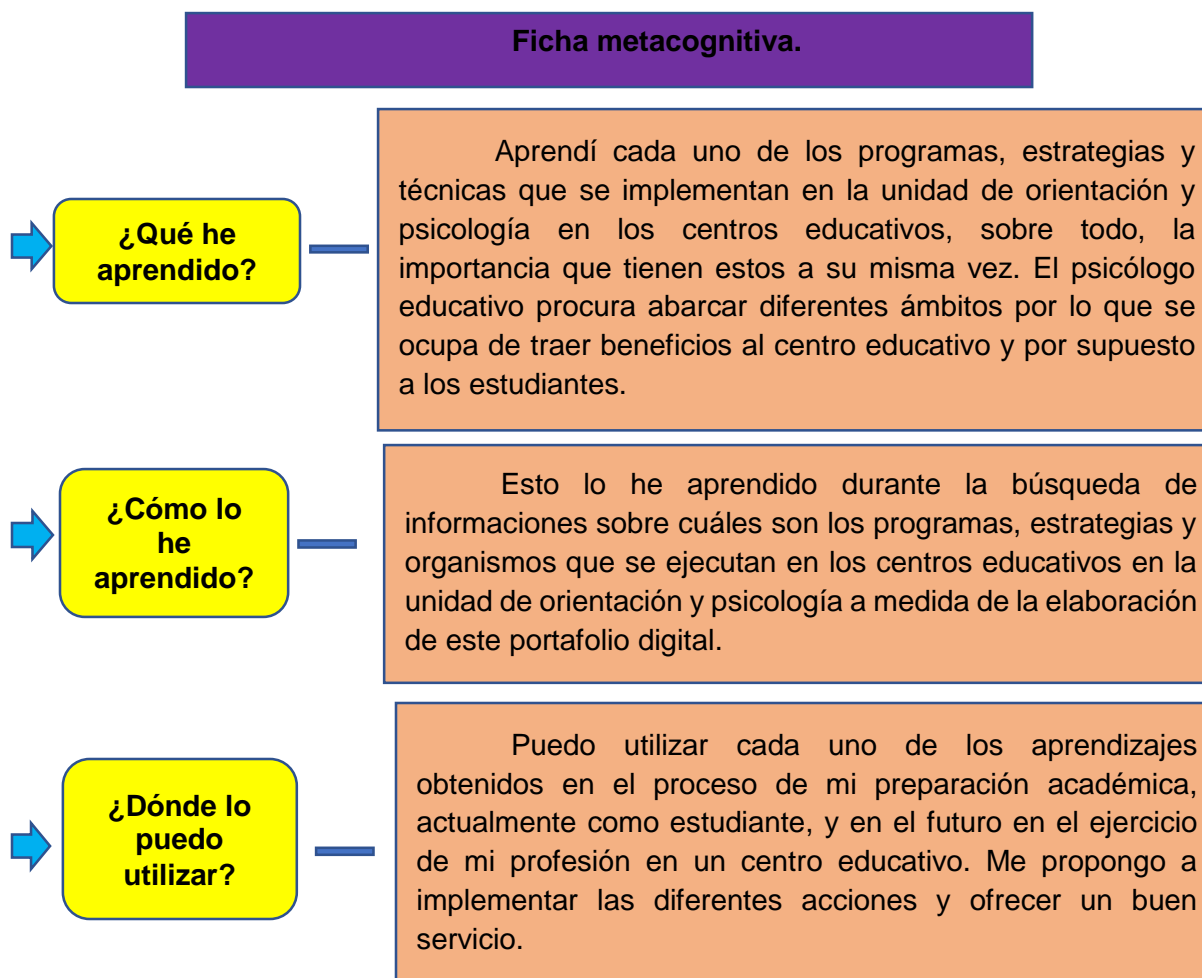 Ficha metacognitiva.
¿Qué he
aprendido?
Aprendí cada uno de los programas, estrategias y
técnicas que se implementan en la unidad de orientación y
psicología en los centros educativos, sobre todo, la
importancia que tienen estos a su misma vez. El psicólogo
educativo procura abarcar diferentes ámbitos por lo que se
ocupa de traer beneficios al centro educativo y por supuesto
a los estudiantes.
¿Cómo lo
he
aprendido?
Esto lo he aprendido durante la búsqueda de
informaciones sobre cuáles son los programas, estrategias y
organismos que se ejecutan en los centros educativos en la
unidad de orientación y psicología a medida de la elaboración
de este portafolio digital.
¿Dónde lo
puedo
utilizar?
Puedo utilizar cada uno de los aprendizajes
obtenidos en el proceso de mi preparación académica,
actualmente como estudiante, y en el futuro en el ejercicio
de mi profesión en un centro educativo. Me propongo a
implementar las diferentes acciones y ofrecer un buen
servicio.